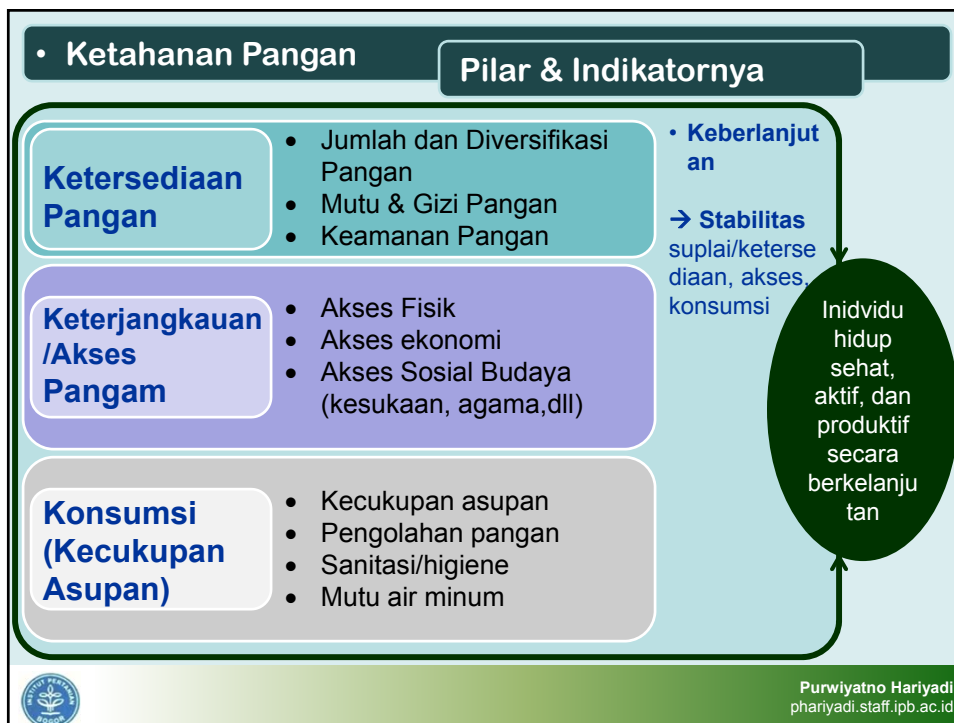 • Ketahanan Pangan
Pilar & Indikatornya
Ketersediaan
Pangan
• Jumlah dan Diversifikasi
Pangan
• Mutu & Gizi Pangan
• Keamanan Pangan
Keterjangkauan
/Akses
Pangam
• Akses Fisik
• Akses ekonomi
• Akses Sosial Budaya
(kesukaan, agama,dll)
Konsumsi
(Kecukupan
Asupan)
• Kecukupan asupan
• Pengolahan pangan
• Sanitasi/higiene
• Mutu air minum
• Keberlanjut
an
→ Stabilitas
suplai/keterse
diaan, akses,
konsumsi
Inidvidu
hidup
sehat,
aktif, dan
produktif
secara
berkelanju
tan
INSTITUT PERTANIAN
BOGOR
Purwiyatno Hariyadi
phariyadi.staff.ipb.ac.id